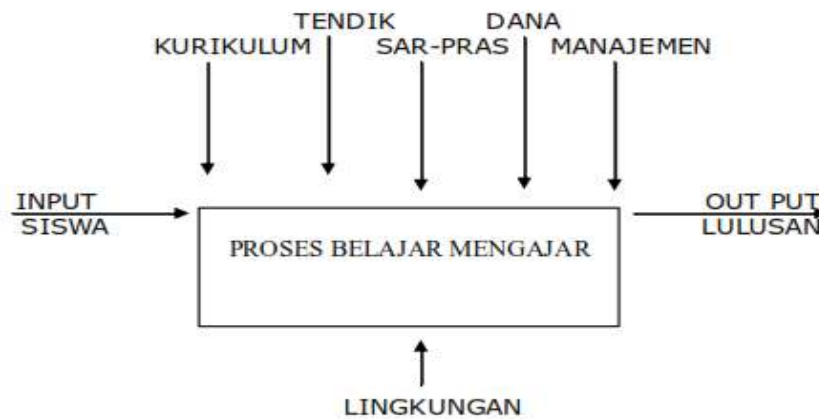 TENDIK DANA
KURIKULUM SAR-PRAS MANAJEMEN
INPUT OUT PUT
SISWA LULUSAN
PROSES BELAJAR MENGAJAR
LINGKUNGAN